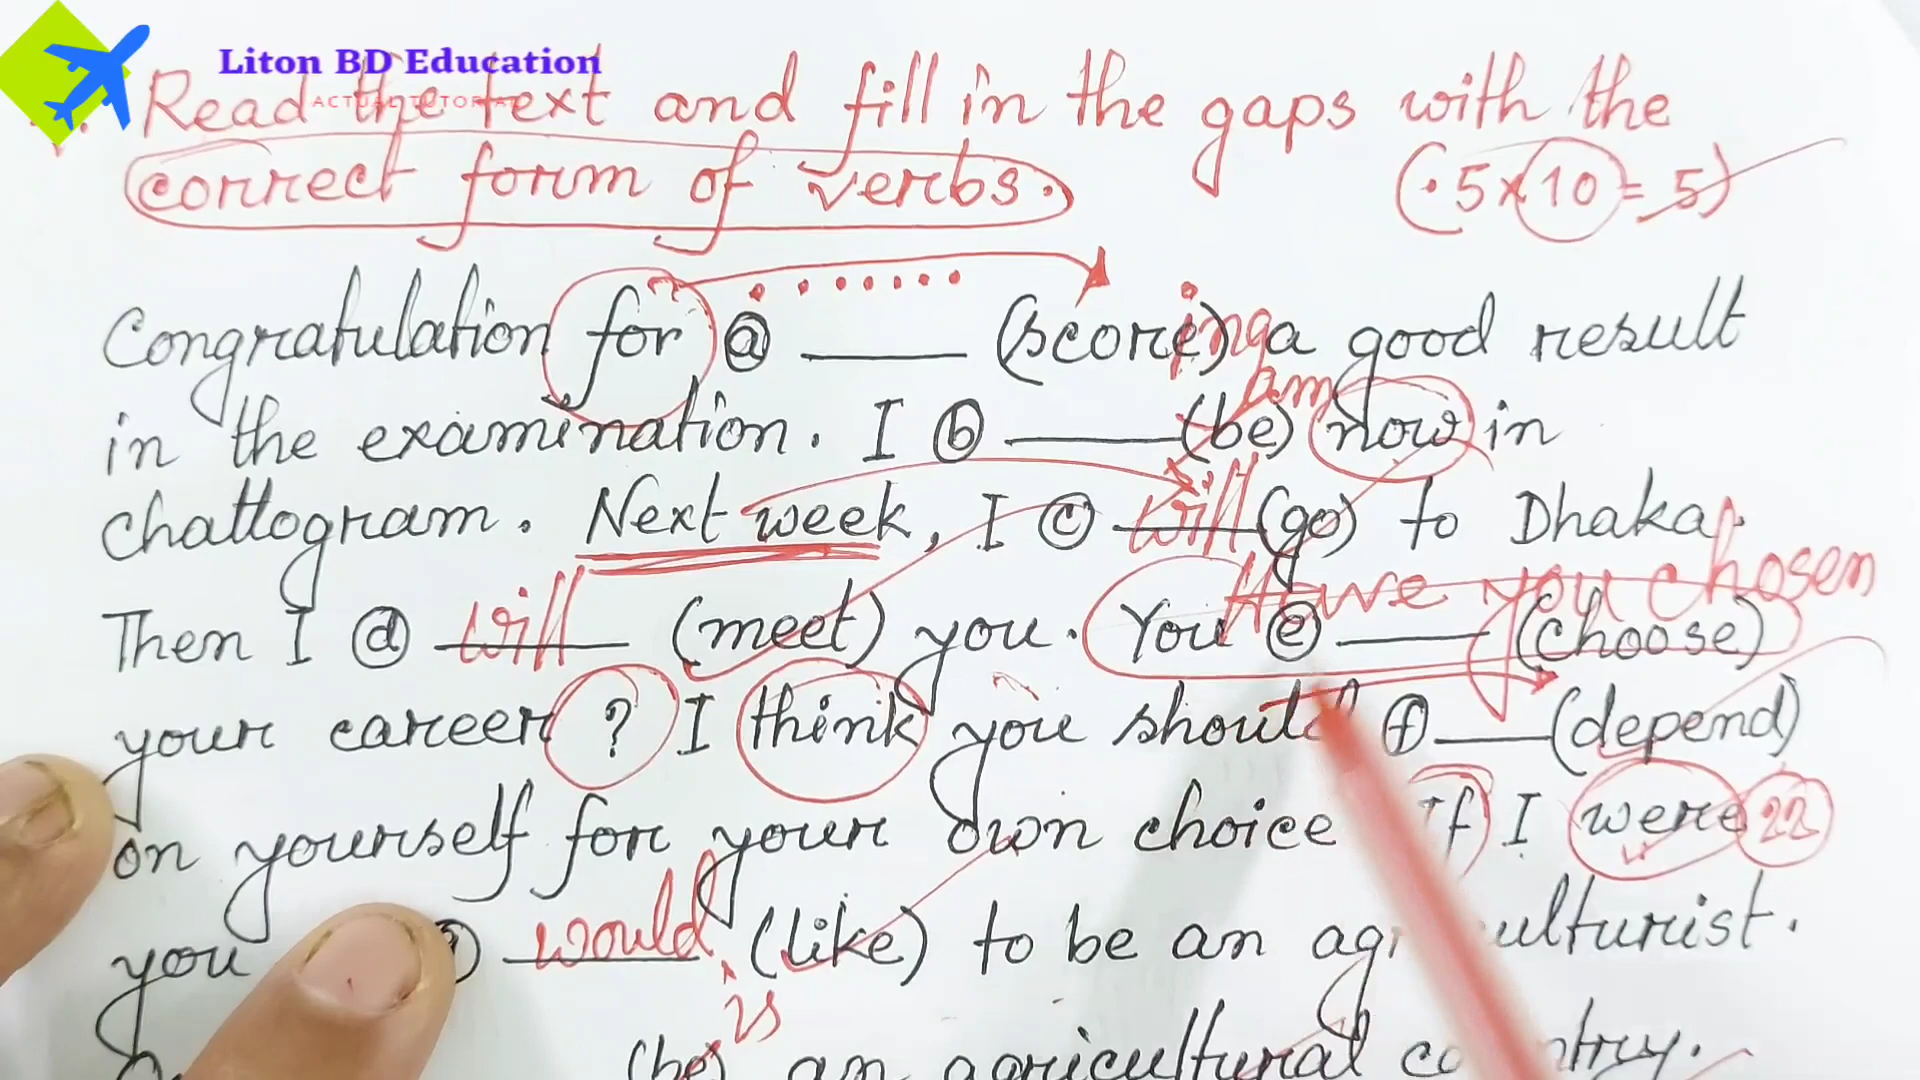 Liton BD Education
ACTUAL TUTORIAL
Read the text and fill in the gaps with the
correct form of verbs. (.5×10=5)
Congratulation for ⓐ ____ (score) ing a good result
am
in the examination. I ⓑ ____ (be) now in
chattogram. Next week, I ⓒ will (go) to Dhaka.
Have you chosen
Then I ⓓ will (meet) you. You ⓔ ____ (choose)
your career ? I think you should ⓕ ____ (depend)
on yourself for your own choice If I were 22
you would (like) to be an agriculturist.
is
(be) an agricultural country.